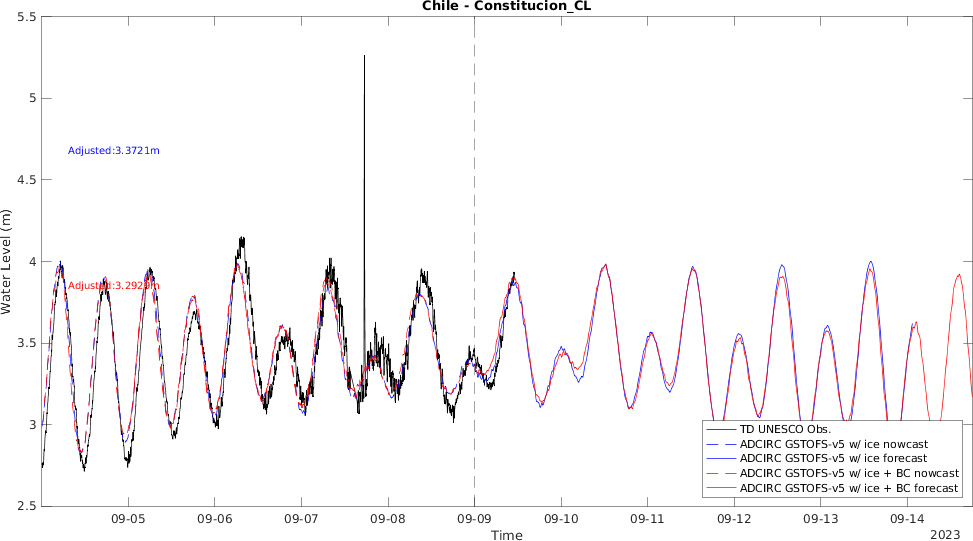 Chile - Constitucion_CL
5.5
5
4.5
4
3.5
3
2.5
Water Level (m)
Adjusted:3.3721m
Adjusted:3.2929m
TD UNESCO Obs.
ADCIRC GSTOFS-v5 w/ ice nowcast
ADCIRC GSTOFS-v5 w/ ice forecast
ADCIRC GSTOFS-v5 w/ ice + BC nowcast
ADCIRC GSTOFS-v5 w/ ice + BC forecast
09-05 09-06 09-07 09-08 09-09 09-10 09-11 09-12 09-13 09-14
Time
2023